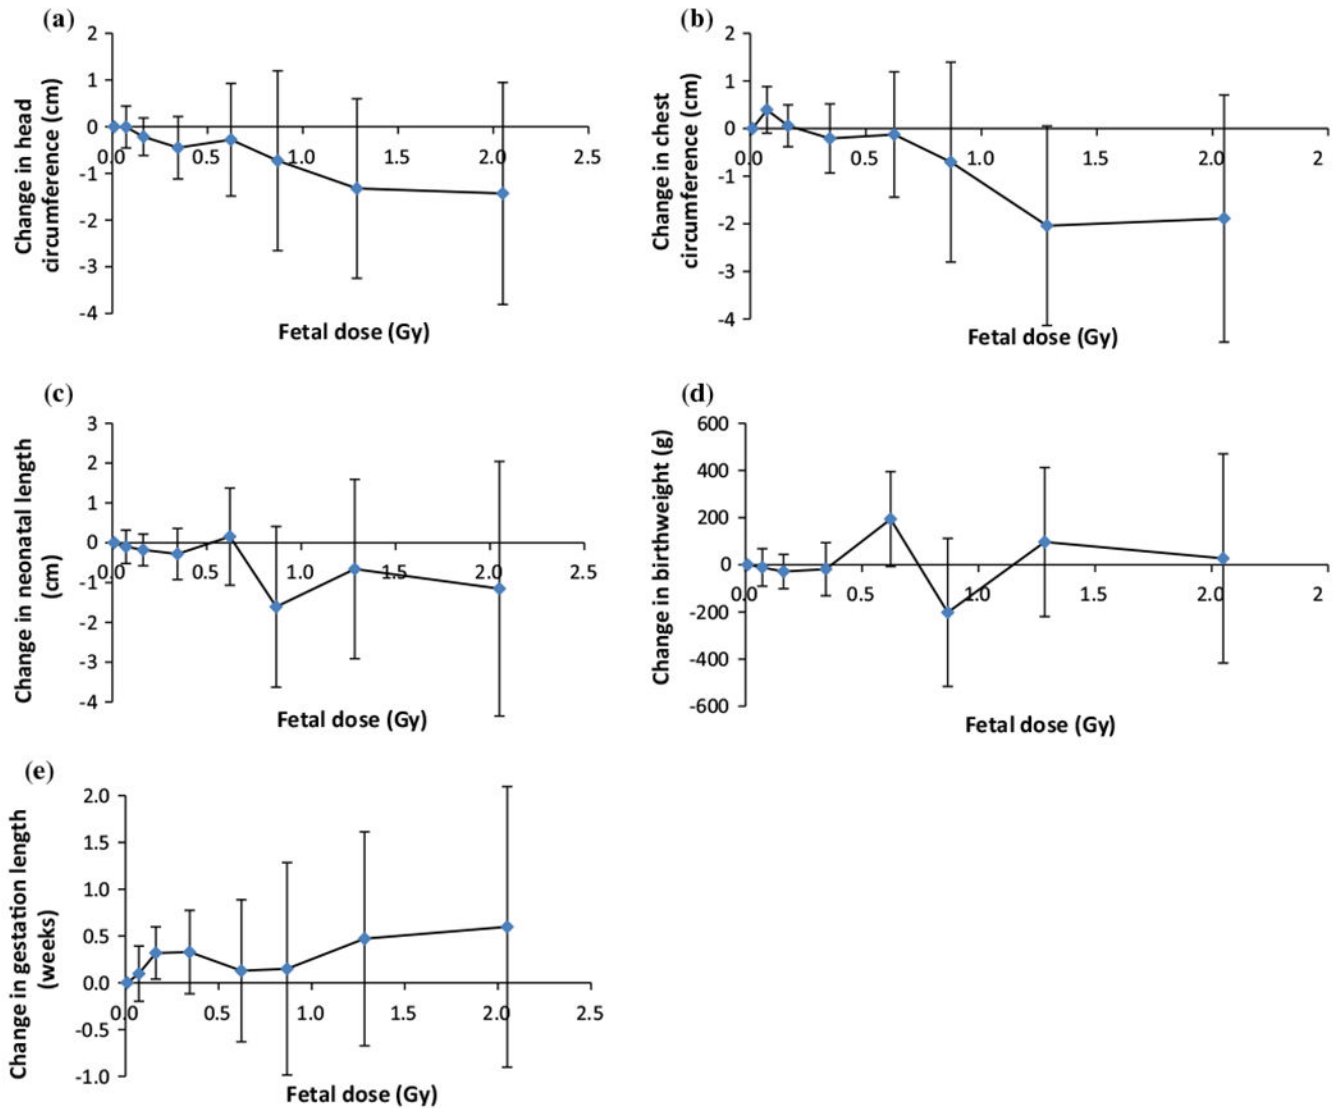 (a)
2
1
0
-1
-2
-3
-4
0.0 0.5 1.0 1.5 2.0 2.5
Change in head
circumference (cm)
Fetal dose (Gy)
(b)
2
1
0
-1
-2
-3
-4
0.0 0.5 1.0 1.5 2.0 2
Change in chest
circumference (cm)
Fetal dose (Gy)
(c)
3
2
1
0
-1
-2
-3
-4
0.0 0.5 1.0 1.5 2.0 2.5
Change in neonatal length
(cm)
Fetal dose (Gy)
(d)
600
400
200
0
-200
-400
-600
0.0 0.5 1.0 1.5 2.0 2
Change in birthweight (g)
Fetal dose (Gy)
(e)
2.0
1.5
1.0
0.5
0.0
-0.5
-1.0
0.0 0.5 1.0 1.5 2.0 2.5
Change in gestation length
(weeks)
Fetal dose (Gy)